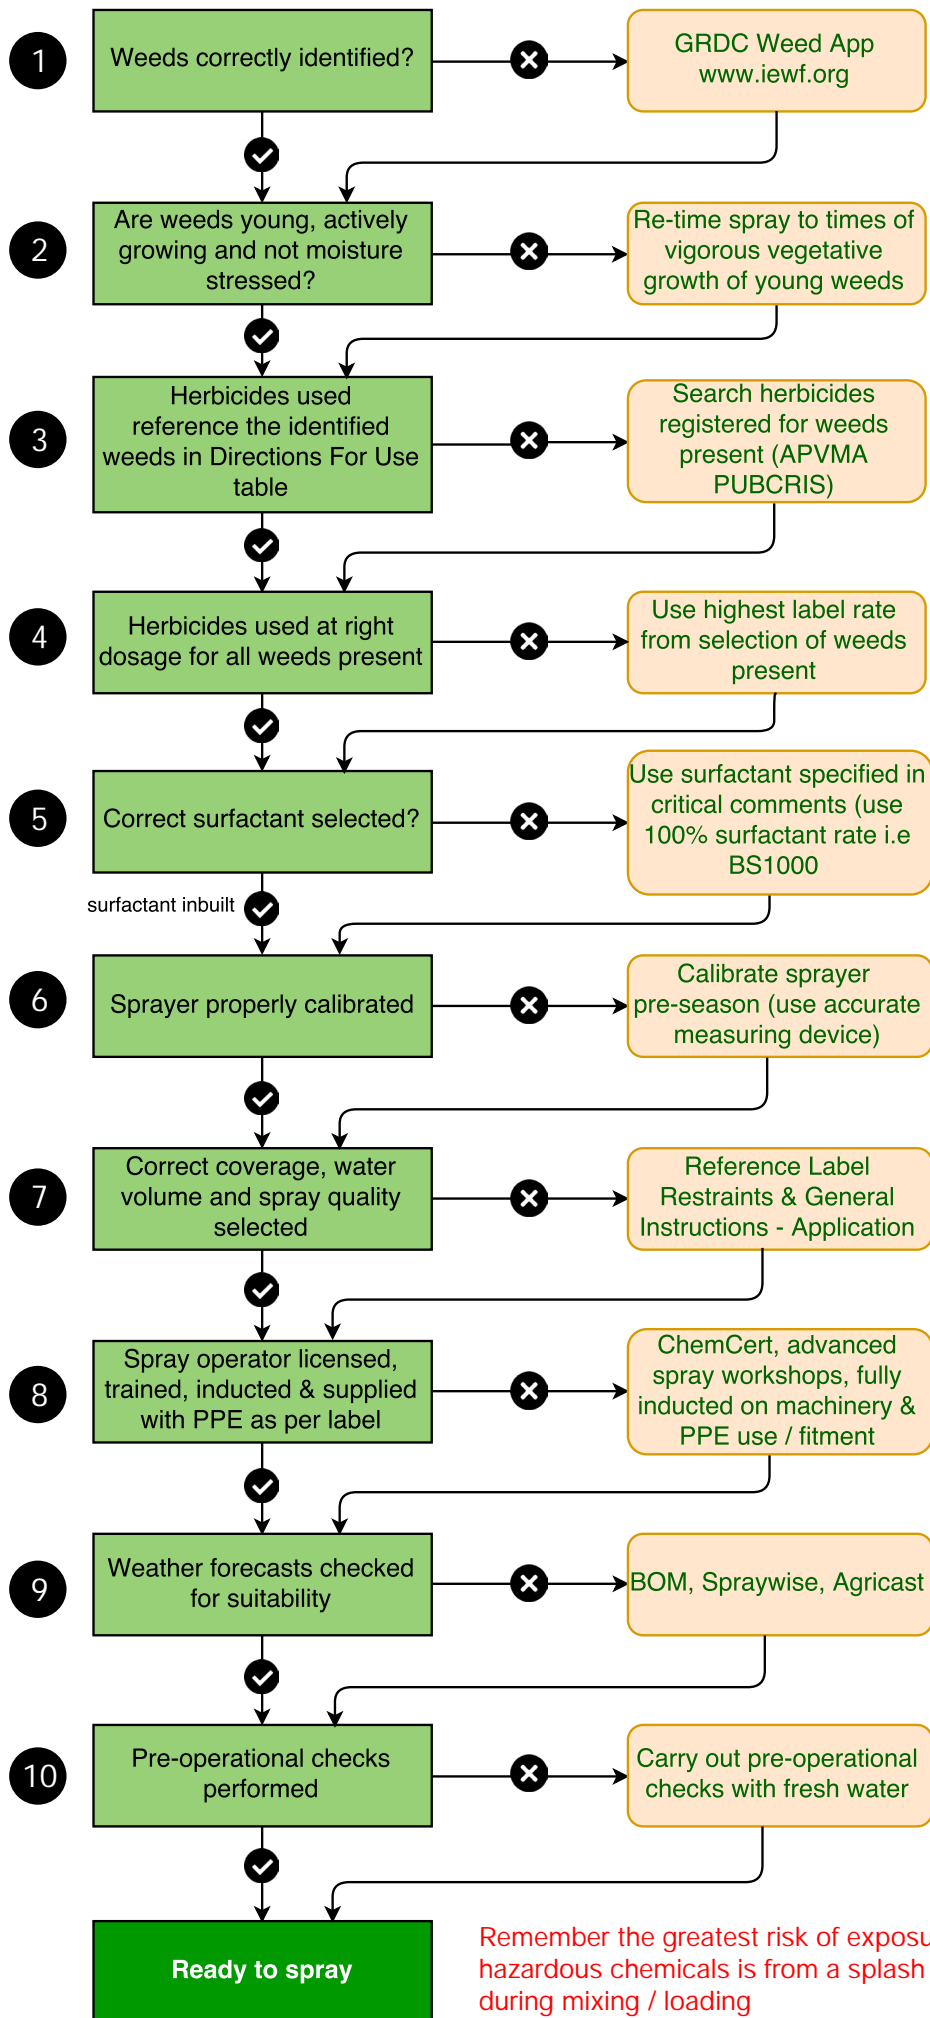 1
Weeds correctly identified?
GRDC Weed App
www.iewf.org
2
Are weeds young, actively
growing and not moisture
stressed?
Re-time spray to times of
vigorous vegetative
growth of young weeds
3
Herbicides used
reference the identified
weeds in Directions For Use
table
Search herbicides
registered for weeds
present (APVMA
PUBCRIS)
4
Herbicides used at right
dosage for all weeds present
Use highest label rate
from selection of weeds
present
5
Correct surfactant selected?
Use surfactant specified in
critical comments (use
100% surfactant rate i.e
BS1000
surfactant inbuilt
6
Sprayer properly calibrated
Calibrate sprayer
pre-season (use accurate
measuring device)
7
Correct coverage, water
volume and spray quality
selected
Reference Label
Restraints & General
Instructions - Application
8
Spray operator licensed,
trained, inducted & supplied
with PPE as per label
ChemCert, advanced
spray workshops, fully
inducted on machinery &
PPE use / fitment
9
Weather forecasts checked
for suitability
BOM, Spraywise, Agricast
10
Pre-operational checks
performed
Carry out pre-operational
checks with fresh water
Ready to spray
Remember the greatest risk of exposu
hazardous chemicals is from a splash
during mixing / loading